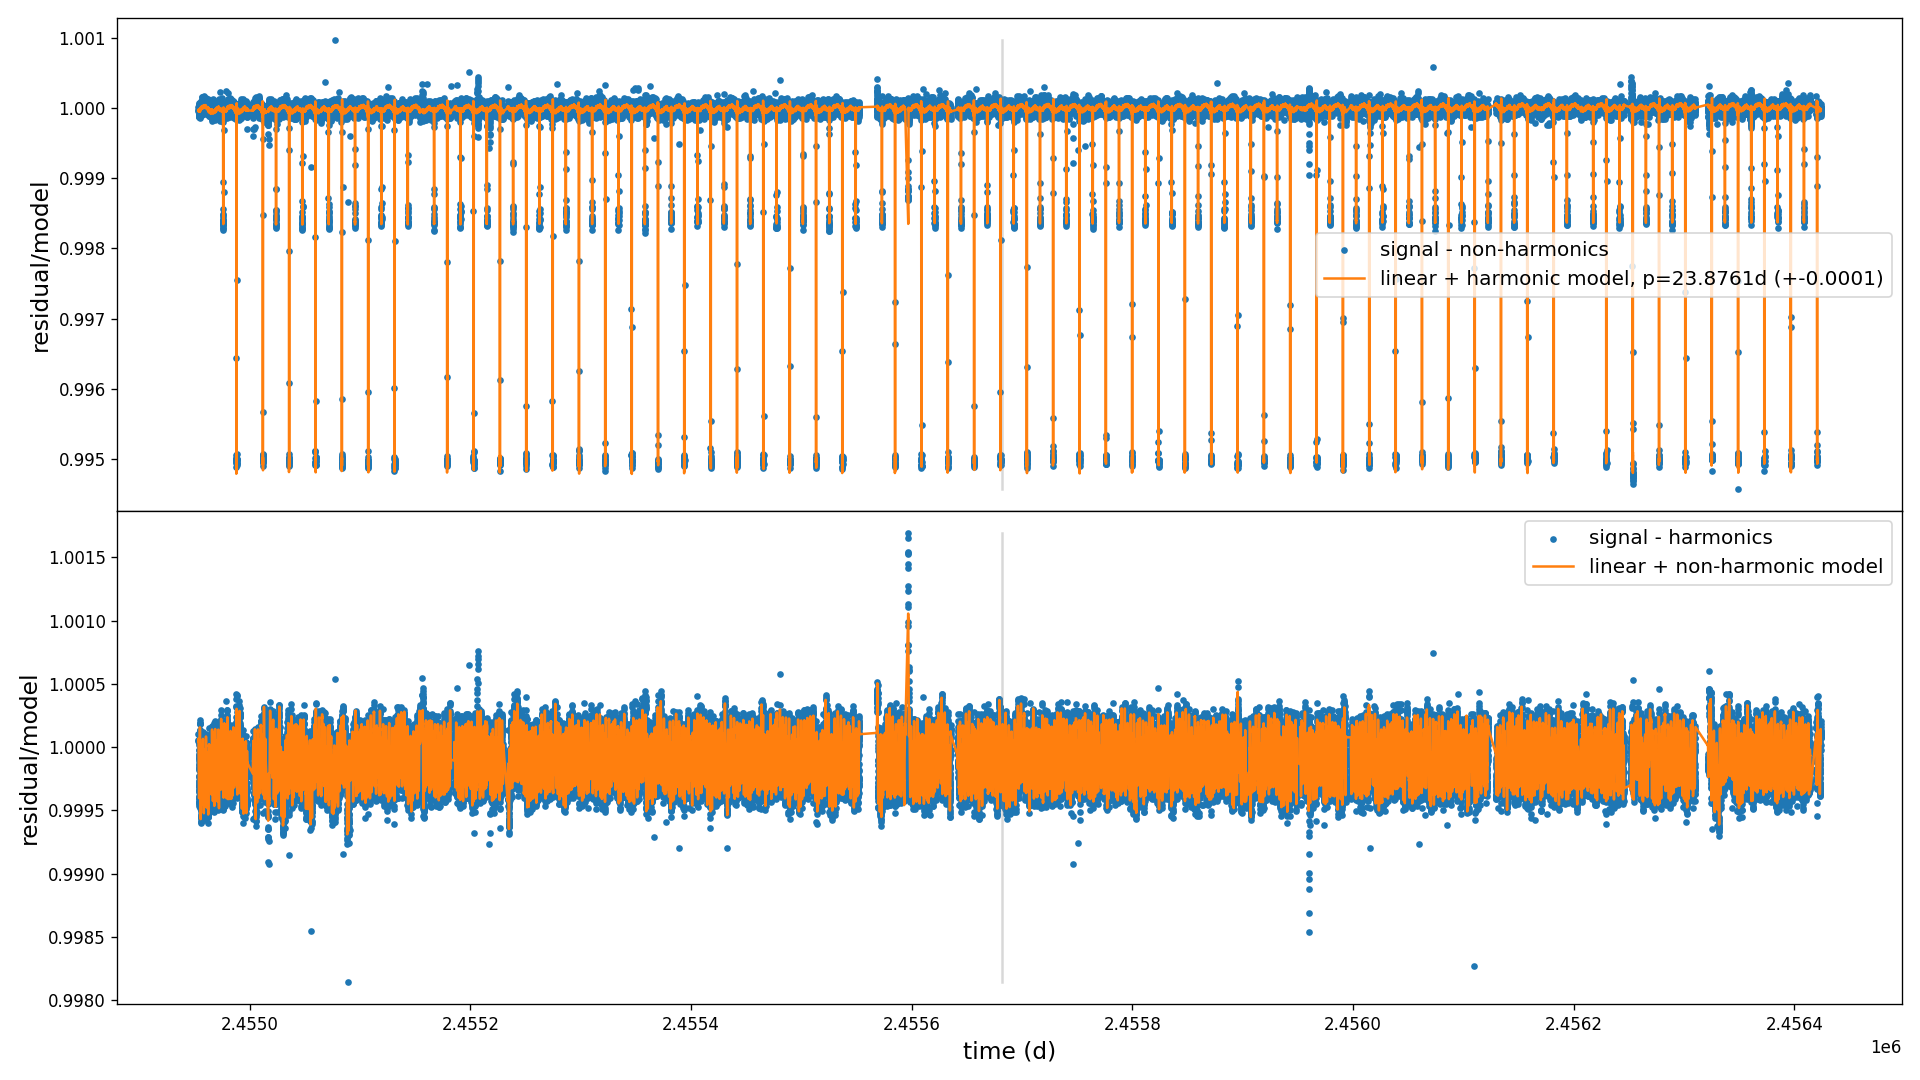 1.001
1.000
0.999
0.998
0.997
0.996
0.995
residual/model
signal - non-harmonics
linear + harmonic model, p=23.8761d (+-0.0001)
1.0015
1.0010
1.0005
1.0000
0.9995
0.9990
0.9985
0.9980
residual/model
signal - harmonics
linear + non-harmonic model
2.4550 2.4552 2.4554 2.4556 2.4558 2.4560 2.4562 2.4564
1e6
time (d)